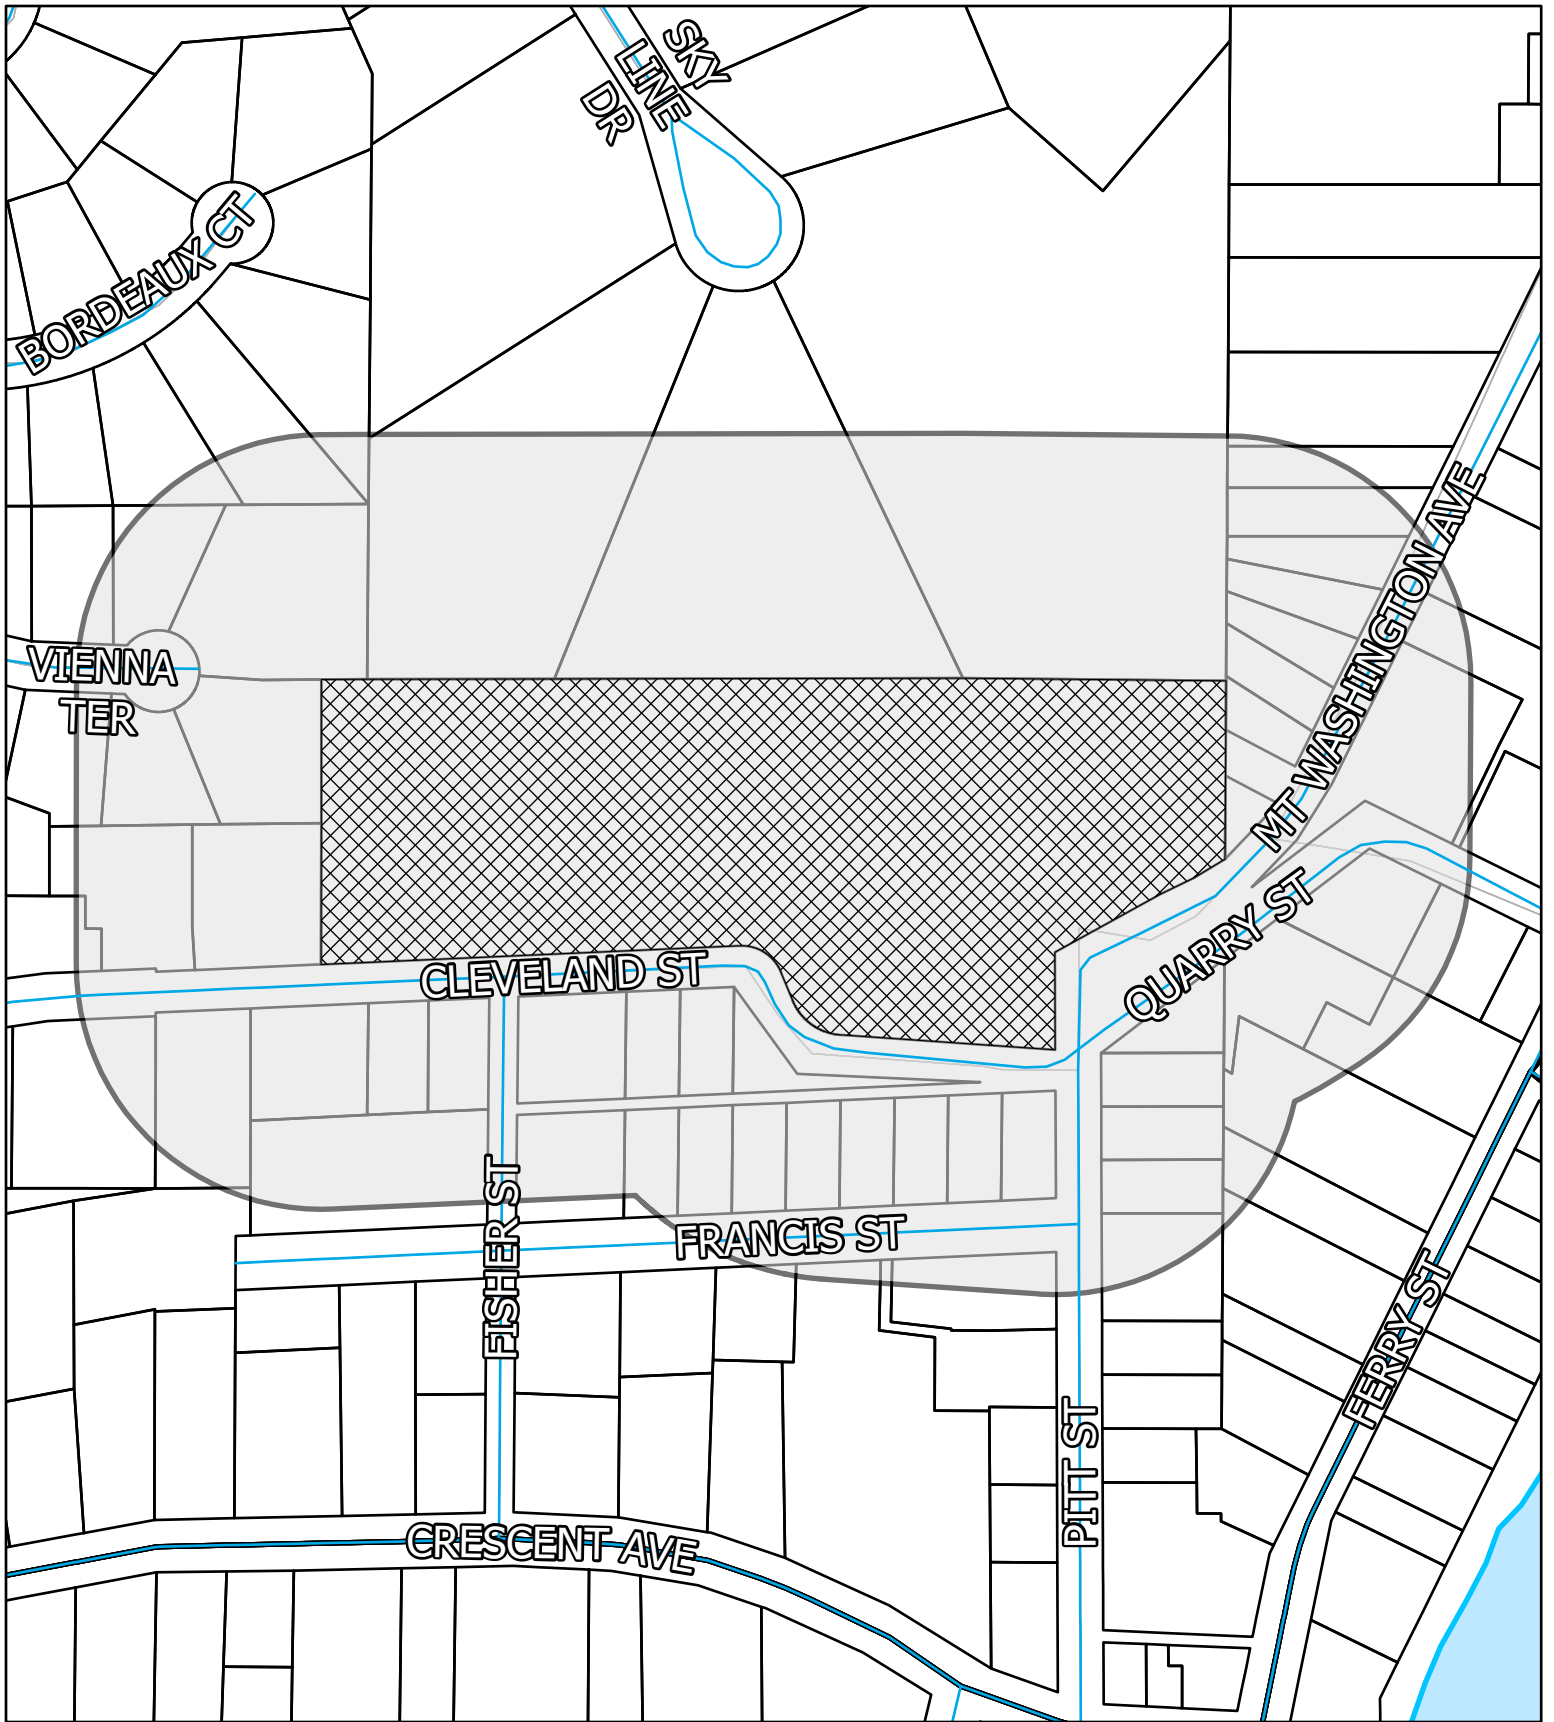 SKY
LINE
DR
BORDEAUX CT
MT WASHINGTON AVE
VIENNA
TER
QUARRY ST
CLEVELAND ST
FISHER ST
FRANCIS ST
FERRY ST
PITT ST
CRESCENT AVE